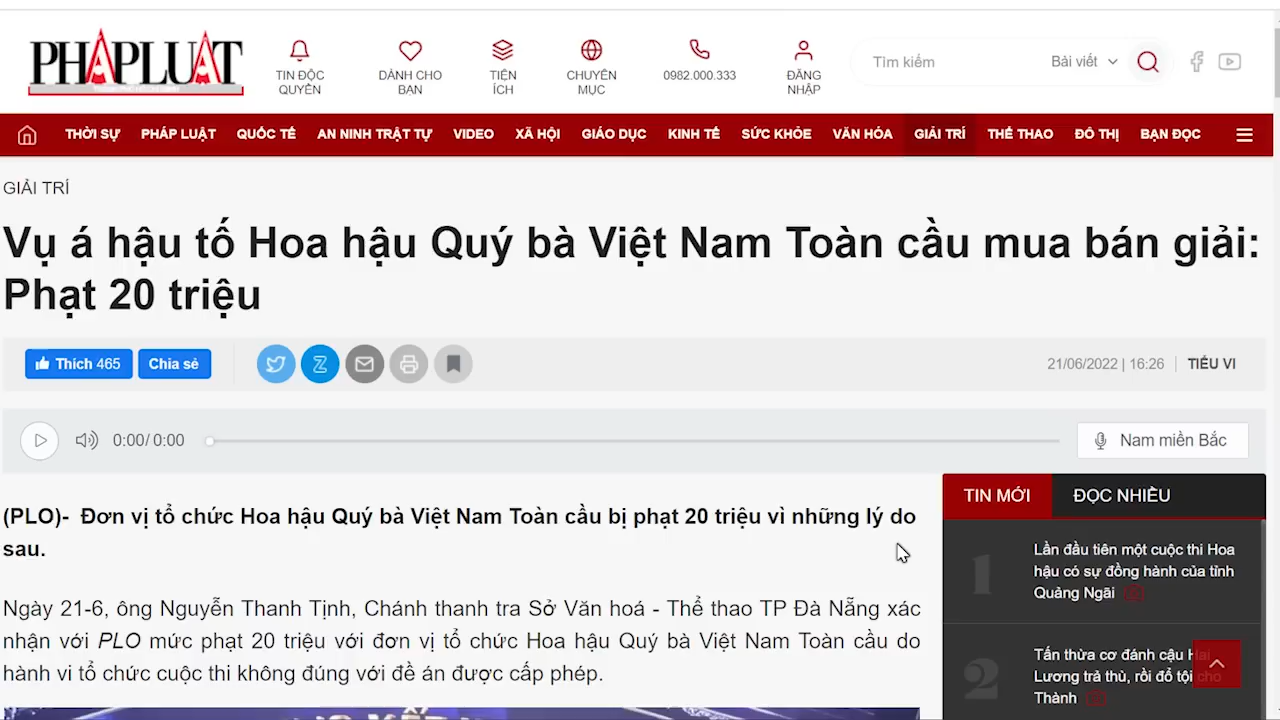 PHÁP LUẬT
TIN ĐỘC QUYỀN
DÀNH CHO BẠN
TIỆN ÍCH
CHUYÊN MỤC
0982.000.333
ĐĂNG NHẬP
Tìm kiếm
Bài viết
THỜI SỰ PHÁP LUẬT QUỐC TẾ AN NINH TRẬT TỰ VIDEO XÃ HỘI GIÁO DỤC KINH TẾ SỨC KHỎE VĂN HÓA GIẢI TRÍ THỂ THAO ĐÔ THỊ BẠN ĐỌC
GIẢI TRÍ
Vụ á hậu tố Hoa hậu Quý bà Việt Nam Toàn cầu mua bán giải:
Phạt 20 triệu
Thích 465 Chia sẻ
21/06/2022 | 16:26 TIỂU VI
0:00/ 0:00
Nam miền Bắc
(PLO)- Đơn vị tổ chức Hoa hậu Quý bà Việt Nam Toàn cầu bị phạt 20 triệu vì những lý do
sau.
Ngày 21-6, ông Nguyễn Thanh Tịnh, Chánh thanh tra Sở Văn hoá - Thể thao TP Đà Nẵng xác
nhận với PLO mức phạt 20 triệu với đơn vị tổ chức Hoa hậu Quý bà Việt Nam Toàn cầu do
hành vi tổ chức cuộc thi không đúng với đề án được cấp phép.
TIN MỚI ĐỌC NHIỀU
1
Lần đầu tiên một cuộc thi Hoa
hậu có sự đồng hành của tỉnh
Quảng Ngãi
2
Tấn thừa cơ đánh cậu Hai
Lương trả thù, rồi đổ tội cho
Thành